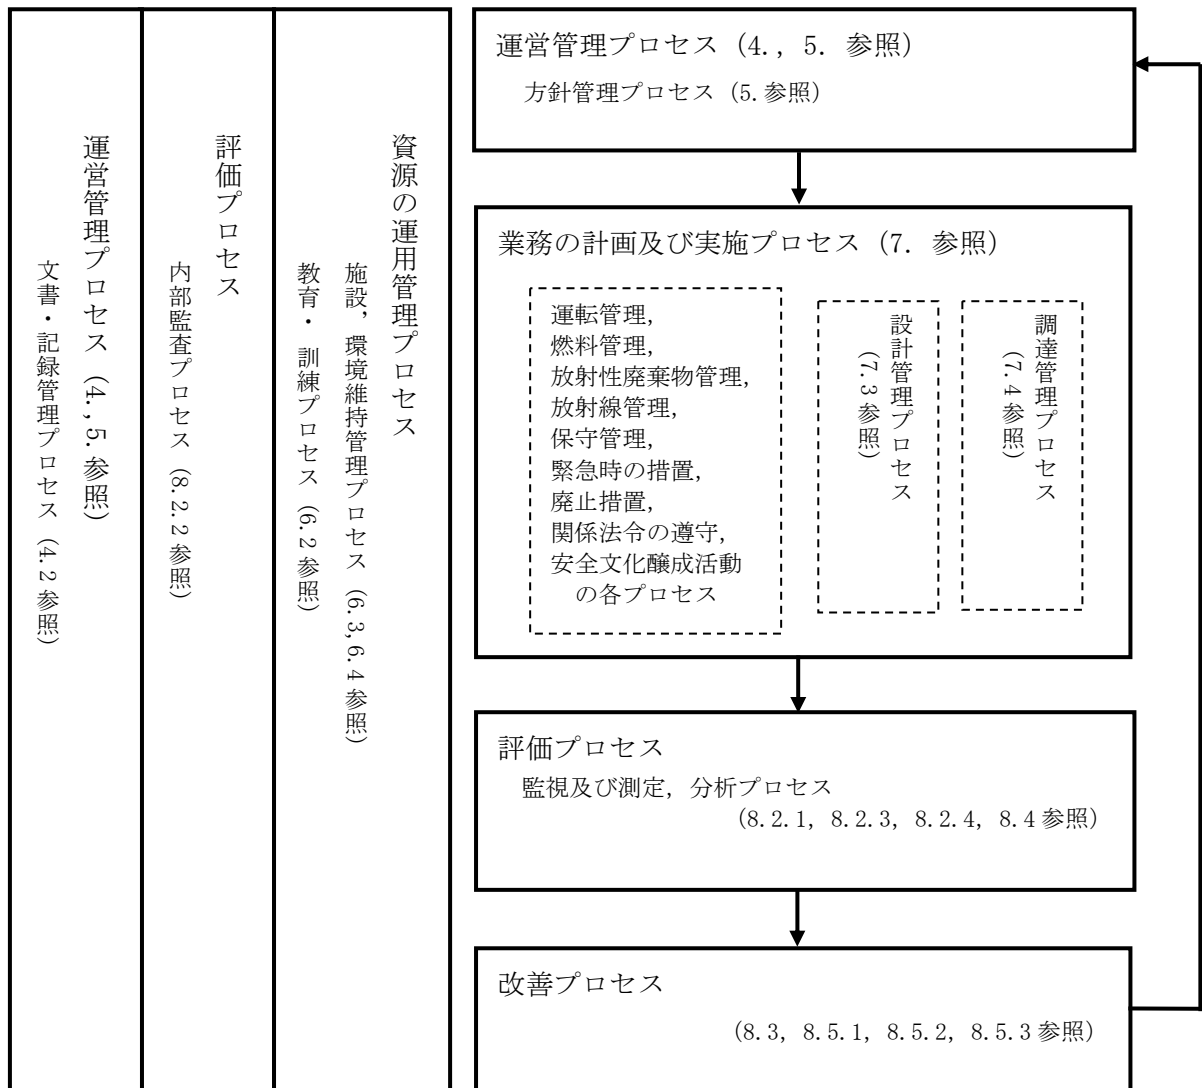 運営管理プロセス（4.,5.参照）
文書・記録管理プロセス（4.2参照）
評価プロセス
内部監査プロセス（8.2.2参照）
資源の運用管理プロセス
施設，環境維持管理プロセス（6.3,6.4参照）
教育・訓練プロセス（6.2参照）
運営管理プロセス（4.，5. 参照）
方針管理プロセス（5.参照）
業務の計画及び実施プロセス（7. 参照）
運転管理，
燃料管理，
放射性廃棄物管理，
放射線管理，
保守管理，
緊急時の措置，
廃止措置，
関係法令の遵守，
安全文化醸成活動
の各プロセス
設計管理プロセス
（7.3参照）
調達管理プロセス
（7.4参照）
評価プロセス
監視及び測定，分析プロセス
（8.2.1，8.2.3，8.2.4，8.4参照）
改善プロセス
（8.3，8.5.1，8.5.2，8.5.3参照）